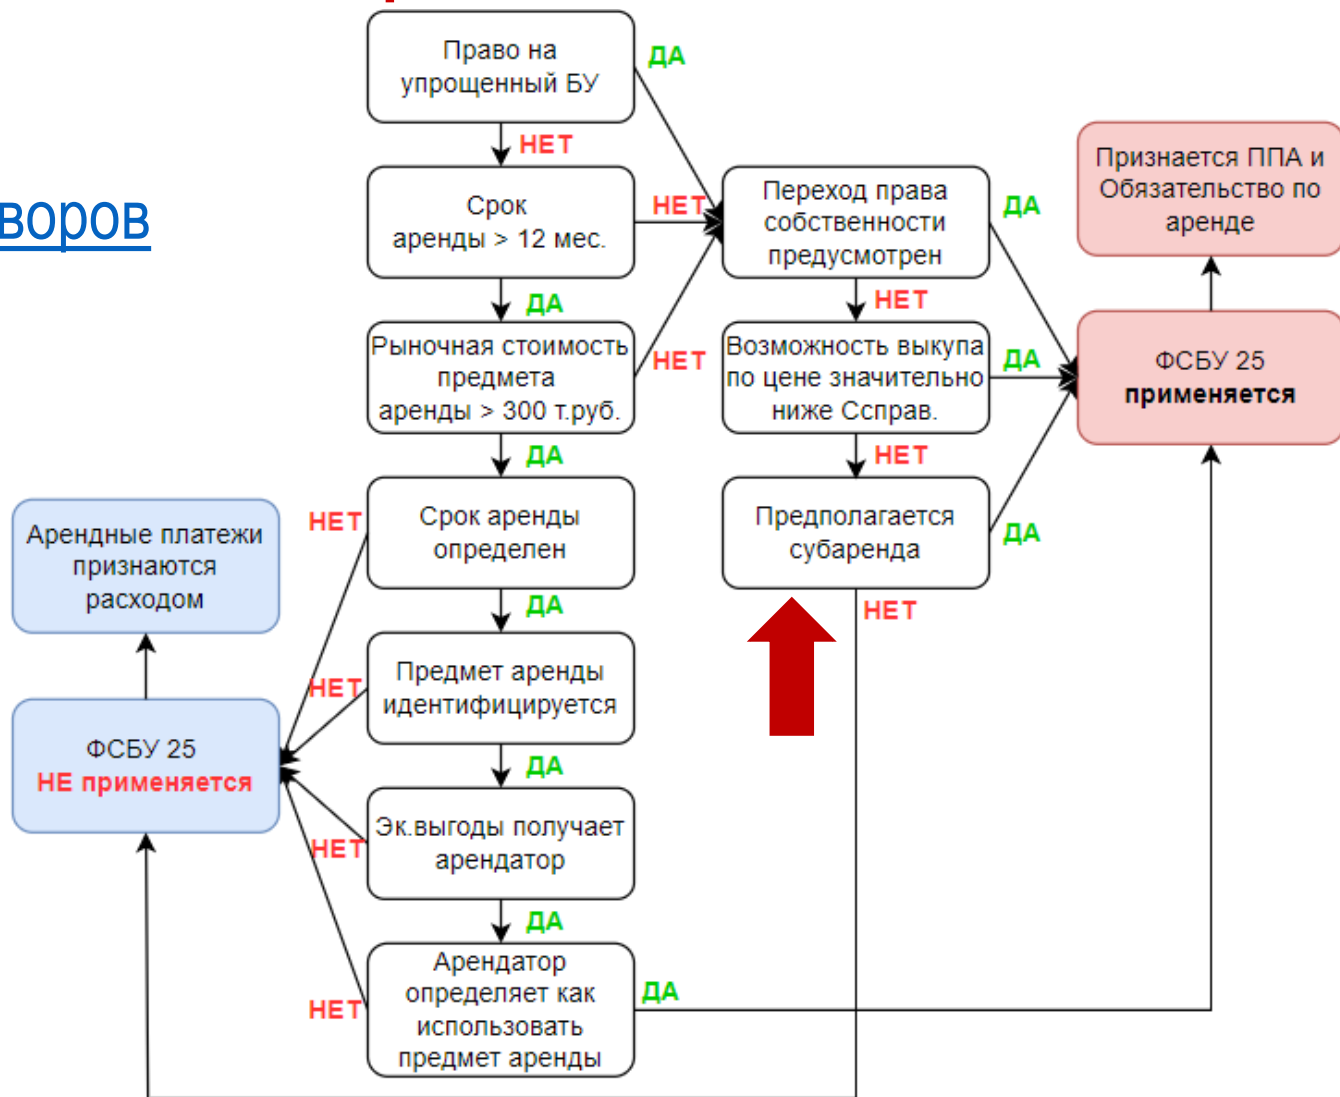 Право на
упрощенный БУ
ДА
НЕТ
воров
Срок
аренды > 12 мес.
НЕТ
ДА
Переход права
собственности
предусмотрен
ДА
НЕТ
Признается ППА и
Обязательство по
аренде
Рыночная стоимость
предмета
аренды > 300 т.руб.
НЕТ
ДА
Возможность выкупа
по цене значительно
ниже Ссправ.
ДА
НЕТ
ФСБУ 25
применяется
Срок аренды
определен
НЕТ
ДА
Предполагается
субаренда
ДА
НЕТ
Арендные платежи
признаются
расходом
Предмет аренды
идентифицируется
НЕТ
ДА
ФСБУ 25
НЕ применяется
Эк.выгоды получает
арендатор
НЕТ
ДА
Арендатор
определяет как
использовать
предмет аренды
НЕТ
ДА